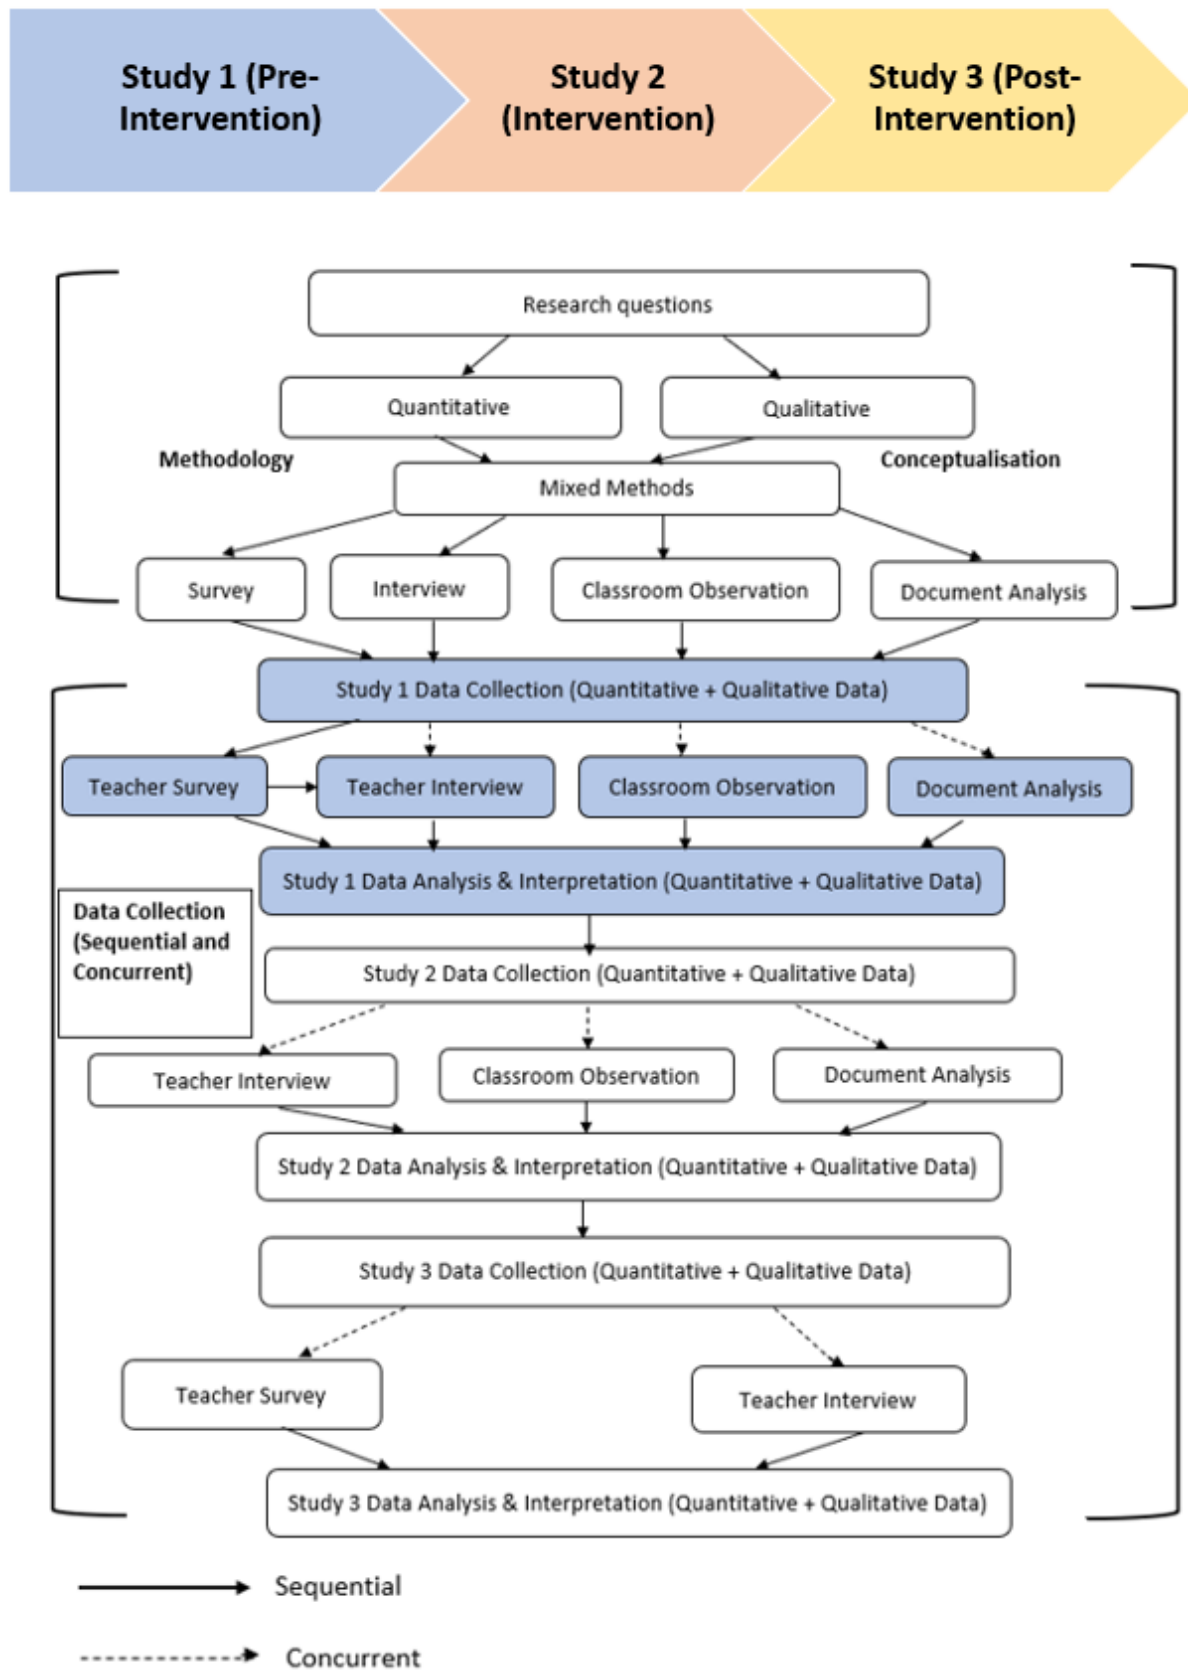 Study 1 (Pre-
Intervention)
Study 2
(Intervention)
Study 3 (Post-
Intervention)
Research questions
Quantitative
Qualitative
Methodology
Conceptualisation
Mixed Methods
Survey
Interview
Classroom Observation
Document Analysis
Study 1 Data Collection (Quantitative + Qualitative Data)
Teacher Survey
Teacher Interview
Classroom Observation
Document Analysis
Study 1 Data Analysis & Interpretation (Quantitative + Qualitative Data)
Data Collection
(Sequential and
Concurrent)
Study 2 Data Collection (Quantitative + Qualitative Data)
Teacher Interview
Classroom Observation
Document Analysis
Study 2 Data Analysis & Interpretation (Quantitative + Qualitative Data)
Study 3 Data Collection (Quantitative + Qualitative Data)
Teacher Survey
Teacher Interview
Study 3 Data Analysis & Interpretation (Quantitative + Qualitative Data)
Sequential
Concurrent